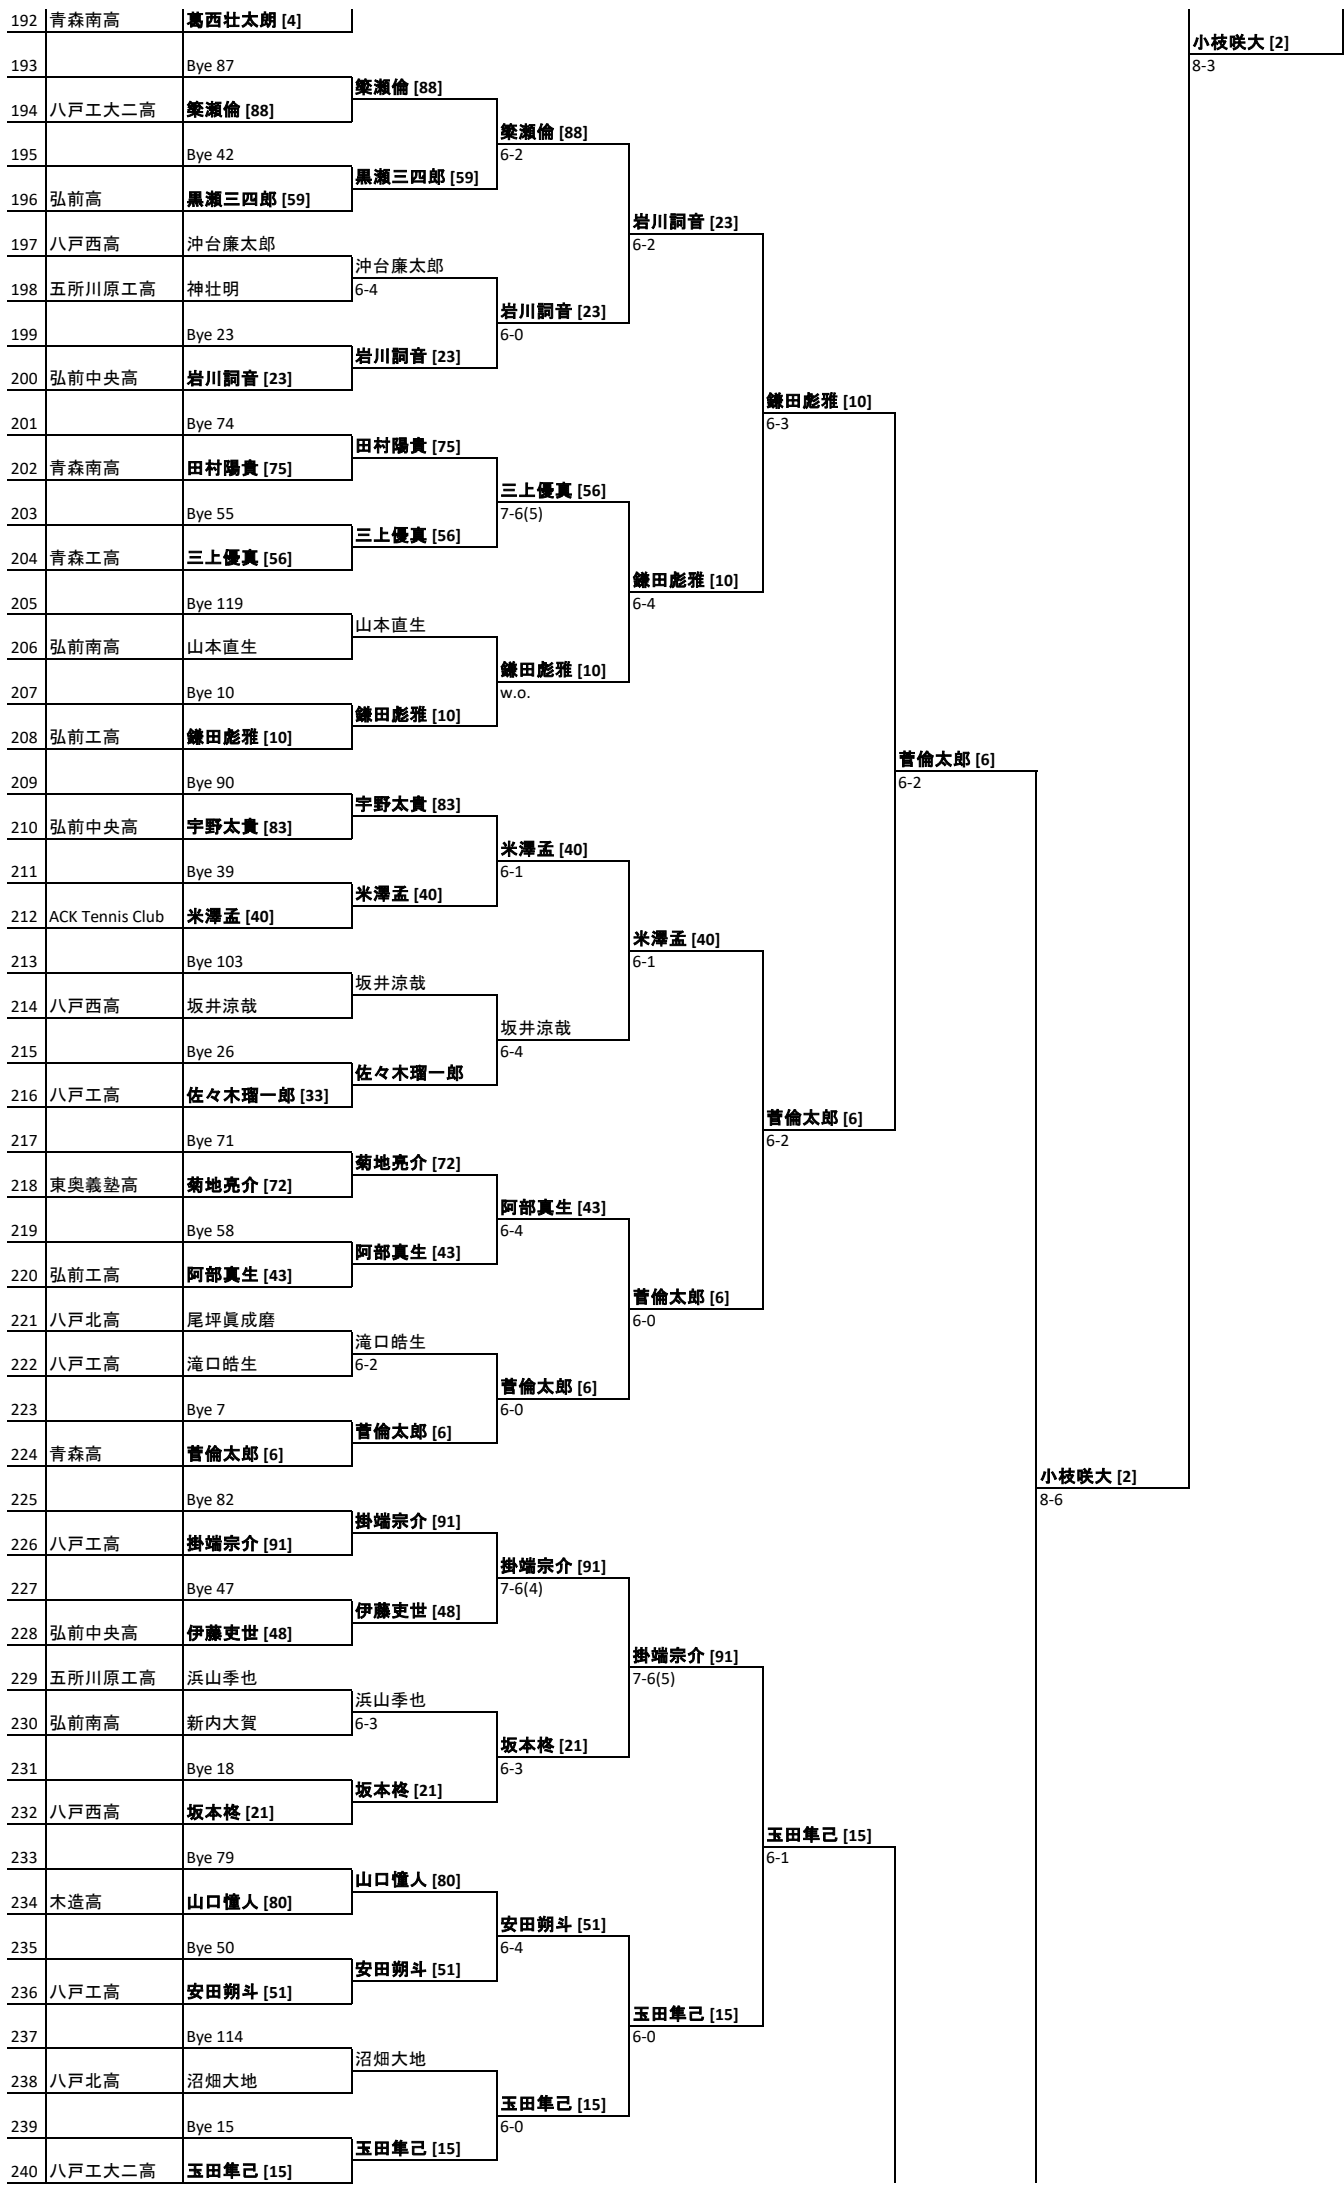 192 青森南高 葛西壮太朗 [4]
小枝咲大 [2]
193 Bye 87
8-3
簗瀬倫 [88]
194 八戸工大二高 簗瀬倫 [88]
簗瀬倫 [88]
195 Bye 42
6-2
黒瀬三四郎 [59]
196 弘前高 黒瀬三四郎 [59]
岩川詞音 [23]
197 八戸西高 沖台廉太郎
6-2
沖台廉太郎
198 五所川原工高 神壮明
6-4
岩川詞音 [23]
199 Bye 23
6-0
岩川詞音 [23]
200 弘前中央高 岩川詞音 [23]
鎌田彪雅 [10]
201 Bye 74
6-3
田村陽貴 [75]
202 青森南高 田村陽貴 [75]
三上優真 [56]
203 Bye 55
7-6(5)
三上優真 [56]
204 青森工高 三上優真 [56]
鎌田彪雅 [10]
205 Bye 119
6-4
山本直生
206 弘前南高 山本直生
鎌田彪雅 [10]
207 Bye 10
w.o.
鎌田彪雅 [10]
208 弘前工高 鎌田彪雅 [10]
菅倫太郎 [6]
209 Bye 90
6-2
宇野太貴 [83]
210 弘前中央高 宇野太貴 [83]
米澤孟 [40]
211 Bye 39
6-1
米澤孟 [40]
212 ACK Tennis Club 米澤孟 [40]
米澤孟 [40]
213 Bye 103
6-1
坂井涼哉
214 八戸西高 坂井涼哉
坂井涼哉
215 Bye 26
6-4
佐々木瑠一郎
216 八戸工高 佐々木瑠一郎 [33]
菅倫太郎 [6]
217 Bye 71
6-2
菊地亮介 [72]
218 東奥義塾高 菊地亮介 [72]
阿部真生 [43]
219 Bye 58
6-4
阿部真生 [43]
220 弘前工高 阿部真生 [43]
菅倫太郎 [6]
221 八戸北高 尾坪眞成磨
6-0
滝口皓生
222 八戸工高 滝口皓生
6-2
菅倫太郎 [6]
223 Bye 7
6-0
菅倫太郎 [6]
224 青森高 菅倫太郎 [6]
小枝咲大 [2]
225 Bye 82
8-6
掛端宗介 [91]
226 八戸工高 掛端宗介 [91]
掛端宗介 [91]
227 Bye 47
7-6(4)
伊藤吏世 [48]
228 弘前中央高 伊藤吏世 [48]
掛端宗介 [91]
229 五所川原工高 浜山季也
7-6(5)
浜山季也
230 弘前南高 新内大賀
6-3
坂本柊 [21]
231 Bye 18
6-3
坂本柊 [21]
232 八戸西高 坂本柊 [21]
玉田隼己 [15]
233 Bye 79
6-1
山口憧人 [80]
234 木造高 山口憧人 [80]
安田朔斗 [51]
235 Bye 50
6-4
安田朔斗 [51]
236 八戸工高 安田朔斗 [51]
玉田隼己 [15]
237 Bye 114
6-0
沼畑大地
238 八戸北高 沼畑大地
玉田隼己 [15]
239 Bye 15
6-0
玉田隼己 [15]
240 八戸工大二高 玉田隼己 [15]